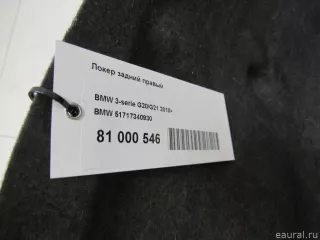 Локер задний правый
BMW 3-serie G20/G21 2018>
BMW 51717340930
81 000 546
eaural.ru